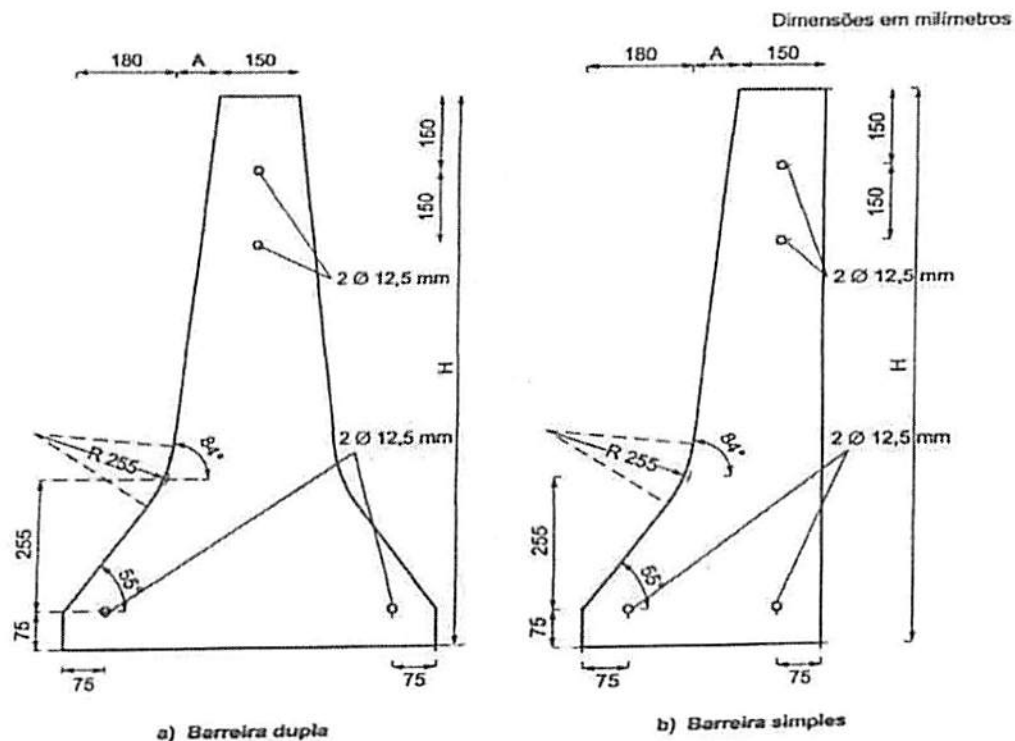 Dimensões em milímetros
180 A 150
180 A 150
150
150
150
150
2 Ø 12,5 mm
2 Ø 12,5 mm
H
H
84°
R 255
2 Ø 12,5 mm
84°
R 255
2 Ø 12,5 mm
255
55°
75
255
55°
75
75
75
75
75
a) Barreira dupla
b) Barreira simples